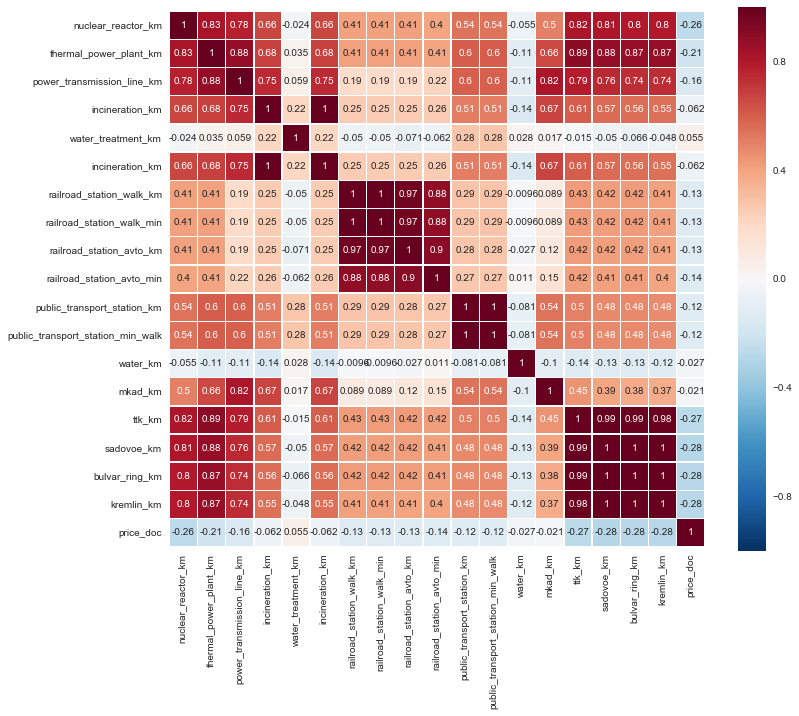 nuclear_reactor_km 1 0.83 0.78 0.66 -0.024 0.66 0.41 0.41 0.41 0.4 0.54 0.54 -0.055 0.5 0.82 0.81 0.8 0.8 -0.26
thermal_power_plant_km 0.83 1 0.88 0.68 0.035 0.68 0.41 0.41 0.41 0.41 0.6 0.6 -0.11 0.66 0.89 0.88 0.87 0.87 -0.21
power_transmission_line_km 0.78 0.88 1 0.75 0.059 0.75 0.19 0.19 0.19 0.22 0.6 0.6 -0.11 0.82 0.79 0.76 0.74 0.74 -0.16
incineration_km 0.66 0.68 0.75 1 0.22 1 0.25 0.25 0.25 0.26 0.51 0.51 -0.14 0.67 0.61 0.57 0.56 0.55 -0.062
water_treatment_km -0.024 0.035 0.059 0.22 1 0.22 -0.05 -0.05 -0.071 -0.062 0.28 0.28 0.028 0.017 -0.015 -0.05 -0.066 -0.048 0.055
incineration_km 0.66 0.68 0.75 1 0.22 1 0.25 0.25 0.25 0.26 0.51 0.51 -0.14 0.67 0.61 0.57 0.56 0.55 -0.062
railroad_station_walk_km 0.41 0.41 0.19 0.25 -0.05 0.25 1 1 0.97 0.88 0.29 0.29 -0.0096 0.089 0.43 0.42 0.42 0.41 -0.13
railroad_station_walk_min 0.41 0.41 0.19 0.25 -0.05 0.25 1 1 0.97 0.88 0.29 0.29 -0.0096 0.089 0.43 0.42 0.42 0.41 -0.13
railroad_station_avto_km 0.41 0.41 0.19 0.25 -0.071 0.25 0.97 0.97 1 0.9 0.28 0.28 -0.027 0.12 0.42 0.42 0.42 0.41 -0.13
railroad_station_avto_min 0.4 0.41 0.22 0.26 -0.062 0.26 0.88 0.88 0.9 1 0.27 0.27 0.011 0.15 0.42 0.41 0.41 0.4 -0.14
public_transport_station_km 0.54 0.6 0.6 0.51 0.28 0.51 0.29 0.29 0.28 0.27 1 1 -0.081 0.54 0.5 0.48 0.48 0.48 -0.12
public_transport_station_min_walk 0.54 0.6 0.6 0.51 0.28 0.51 0.29 0.29 0.28 0.27 1 1 -0.081 0.54 0.5 0.48 0.48 0.48 -0.12
water_km -0.055 -0.11 -0.11 -0.14 0.028 -0.14 -0.0096 -0.0096 -0.027 0.011 -0.081 -0.081 1 -0.1 -0.14 -0.13 -0.13 -0.12 -0.027
mkad_km 0.5 0.66 0.82 0.67 0.017 0.67 0.089 0.089 0.12 0.15 0.54 0.54 -0.1 1 0.45 0.39 0.38 0.37 -0.021
ttk_km 0.82 0.89 0.79 0.61 -0.015 0.61 0.43 0.43 0.42 0.42 0.5 0.5 -0.14 0.45 1 0.99 0.99 0.98 -0.27
sadovoe_km 0.81 0.88 0.76 0.57 -0.05 0.57 0.42 0.42 0.42 0.41 0.48 0.48 -0.13 0.39 0.99 1 1 1 -0.28
bulvar_ring_km 0.8 0.87 0.74 0.56 -0.066 0.56 0.42 0.42 0.42 0.41 0.48 0.48 -0.13 0.38 0.99 1 1 1 -0.28
kremlin_km 0.8 0.87 0.74 0.55 -0.048 0.55 0.41 0.41 0.41 0.4 0.48 0.48 -0.12 0.37 0.98 1 1 1 -0.28
price_doc -0.26 -0.21 -0.16 -0.062 0.055 -0.062 -0.13 -0.13 -0.13 -0.14 -0.12 -0.12 -0.027 -0.021 -0.27 -0.28 -0.28 -0.28 1
nuclear_reactor_km
thermal_power_plant_km
power_transmission_line_km
incineration_km
water_treatment_km
incineration_km
railroad_station_walk_km
railroad_station_walk_min
railroad_station_avto_km
railroad_station_avto_min
public_transport_station_km
public_transport_station_min_walk
water_km
mkad_km
ttk_km
sadovoe_km
bulvar_ring_km
kremlin_km
price_doc
0.8
0.4
0.0
-0.4
-0.8